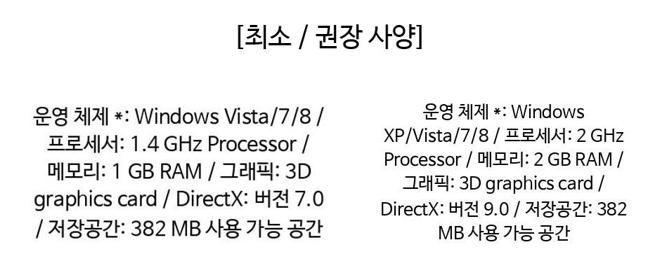 [최소 / 권장 사양]
운영 체제 *: Windows Vista/7/8 /
프로세서: 1.4 GHz Processor /
메모리: 1 GB RAM / 그래픽: 3D
graphics card / DirectX: 버전 7.0
/ 저장공간: 382 MB 사용 가능 공간
운영 체제 *: Windows
XP/Vista/7/8 / 프로세서: 2 GHz
Processor / 메모리: 2 GB RAM /
그래픽: 3D graphics card /
DirectX: 버전 9.0 / 저장공간: 382
MB 사용 가능 공간